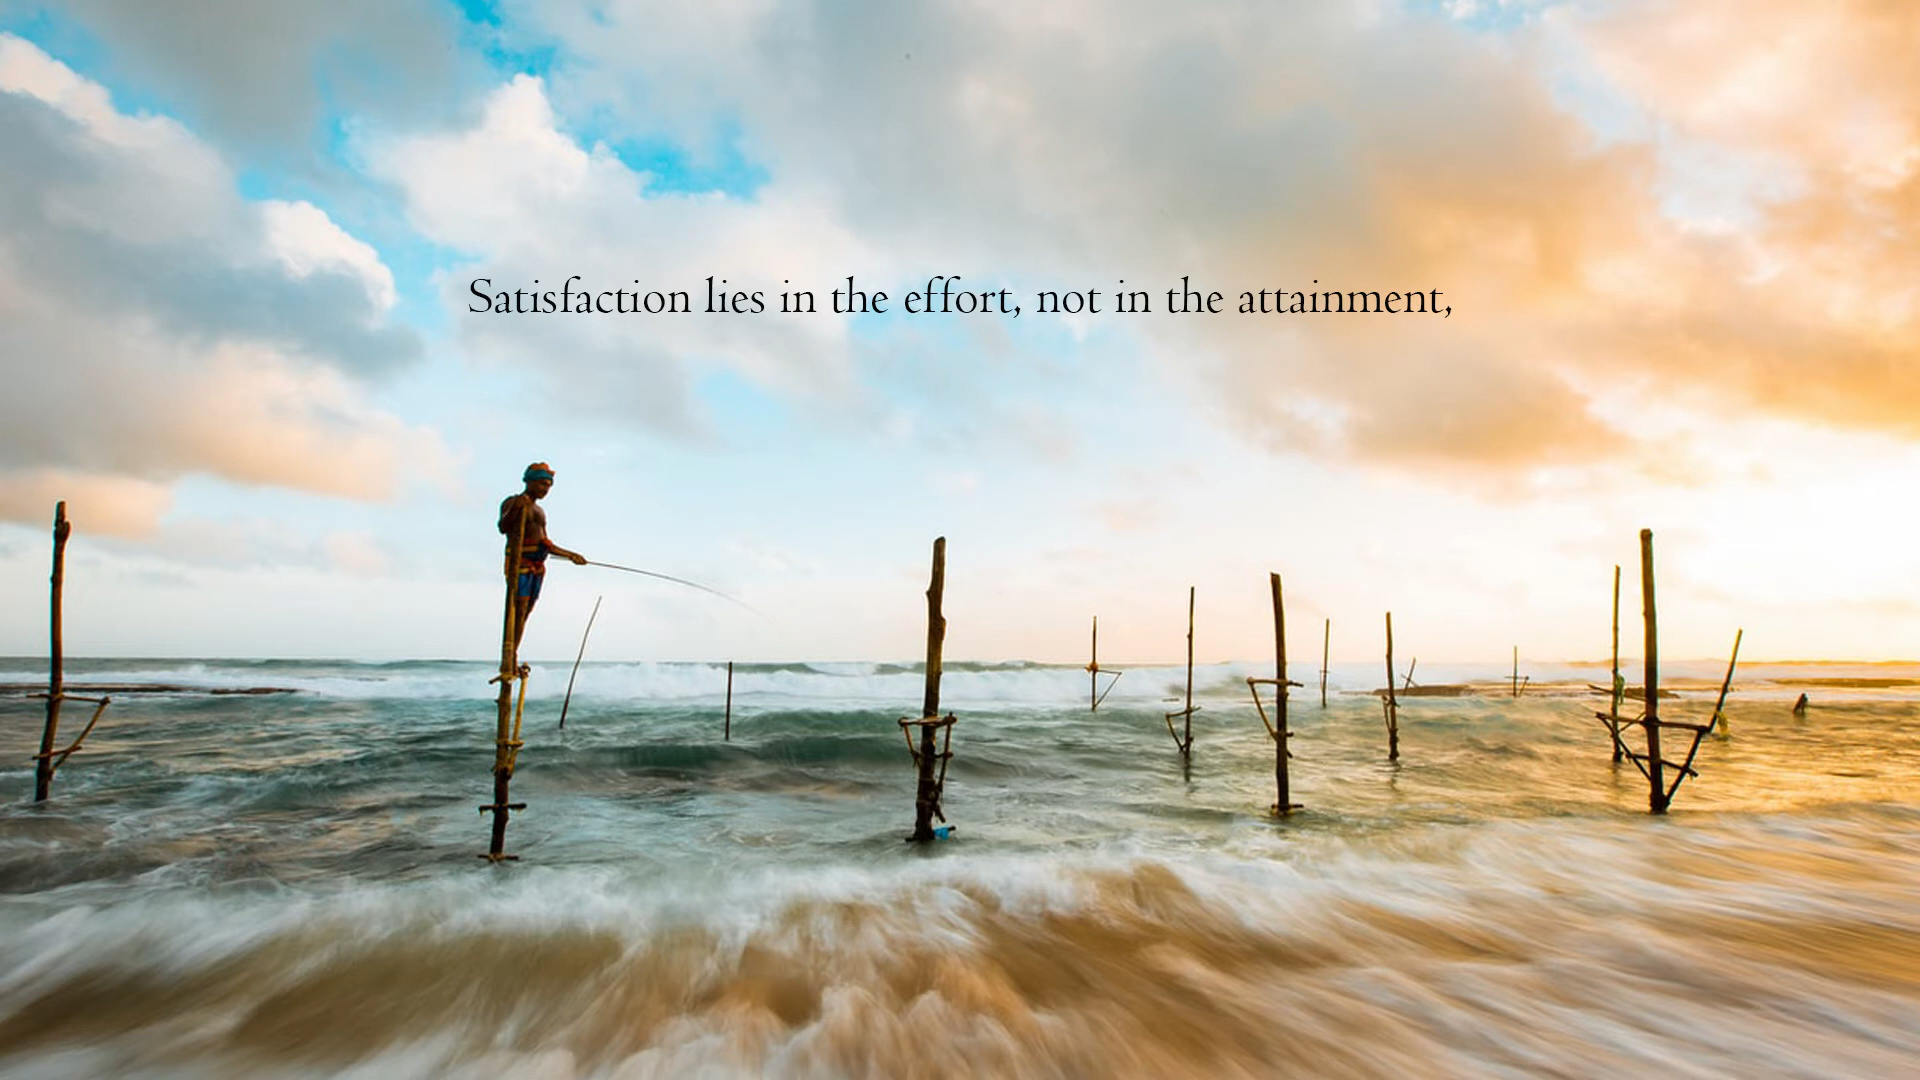 Satisfaction lies in the effort, not in the attainment,